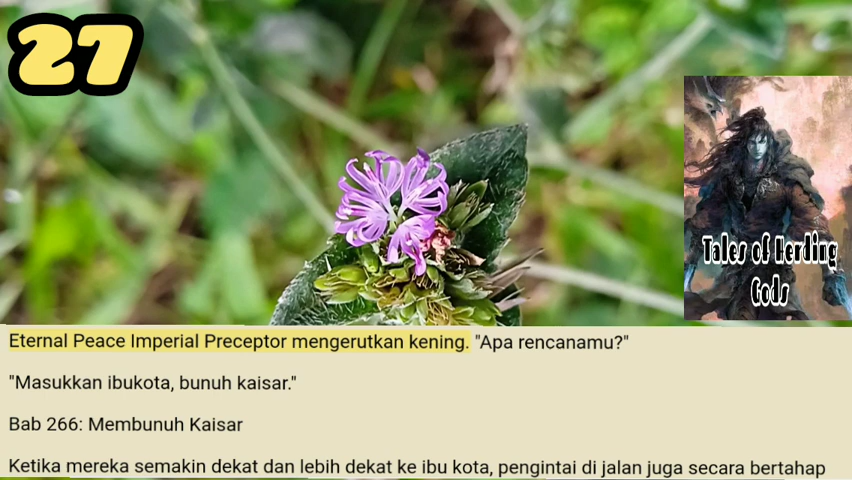 27
Tales of Herding
Gods
Eternal Peace Imperial Preceptor mengerutkan kening. "Apa rencanamu?"
"Masukkan ibukota, bunuh kaisar."
Bab 266: Membunuh Kaisar
Ketika mereka semakin dekat dan lebih dekat ke ibu kota, pengintai di jalan juga secara bertahap